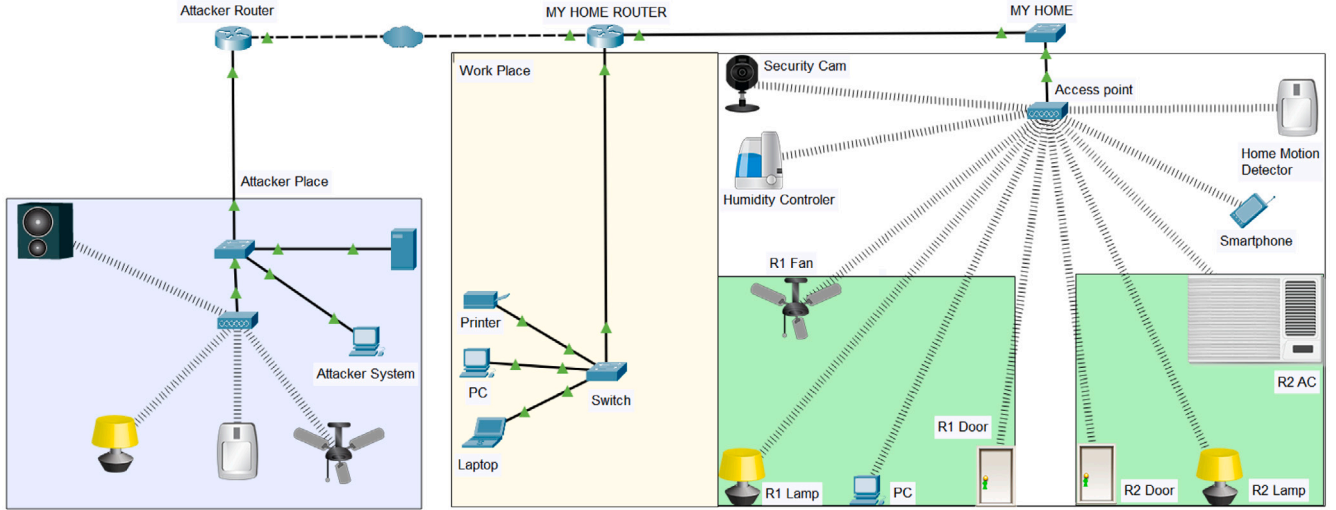 Attacker Router
MY HOME ROUTER
MY HOME
Work Place
Security Cam
Access point
Home Motion
Detector
Attacker Place
Humidity Controler
Smartphone
R1 Fan
Printer
Attacker System
PC
Switch
R2 AC
R1 Door
Laptop
R1 Lamp
PC
R2 Door
R2 Lamp